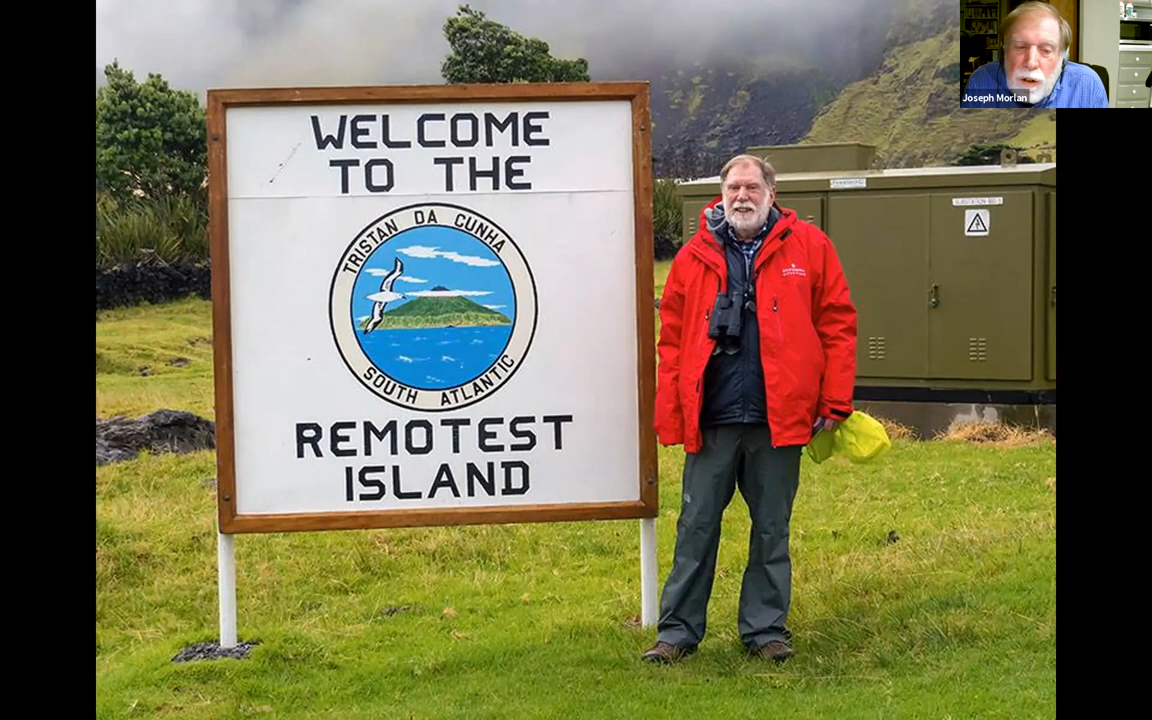 Joseph Morlan
WELCOME
TO THE
TRISTAN DA CUNHA
SOUTH ATLANTIC
REMOTEST
ISLAND